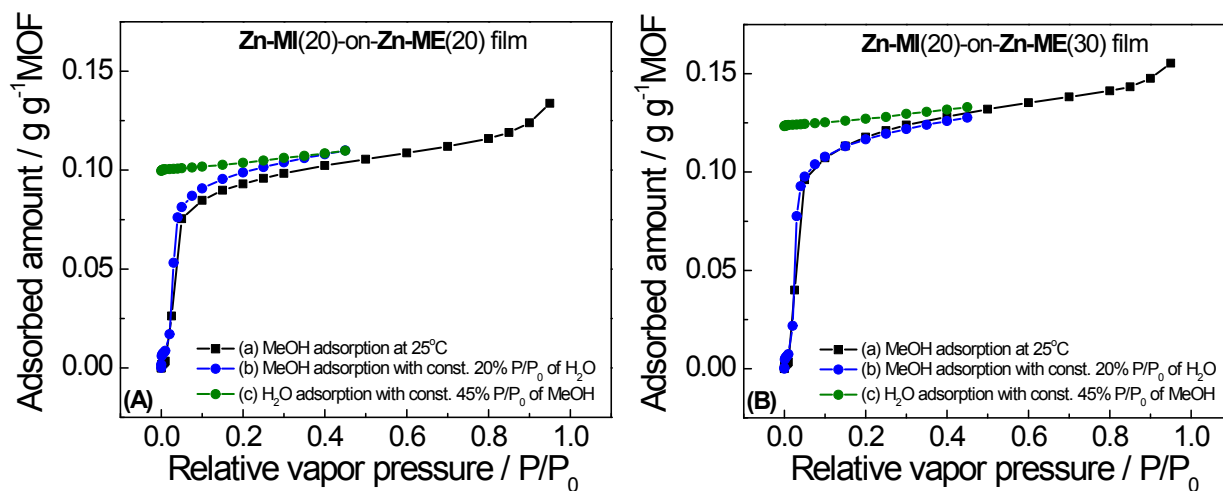 Zn-MI(20)-on-Zn-ME(20) film
Adsorbed amount / g g⁻¹MOF
0.15
0.10
0.05
0.00
(a) MeOH adsorption at 25°C
(b) MeOH adsorption with const. 20% P/P₀ of H₂O
(c) H₂O adsorption with const. 45% P/P₀ of MeOH
(A)
0.0 0.2 0.4 0.6 0.8 1.0
Relative vapor pressure / P/P₀
Zn-MI(20)-on-Zn-ME(30) film
Adsorbed amount / g g⁻¹MOF
0.15
0.10
0.05
0.00
(a) MeOH adsorption at 25°C
(b) MeOH adsorption with const. 20% P/P₀ of H₂O
(c) H₂O adsorption with const. 45% P/P₀ of MeOH
(B)
0.0 0.2 0.4 0.6 0.8 1.0
Relative vapor pressure / P/P₀